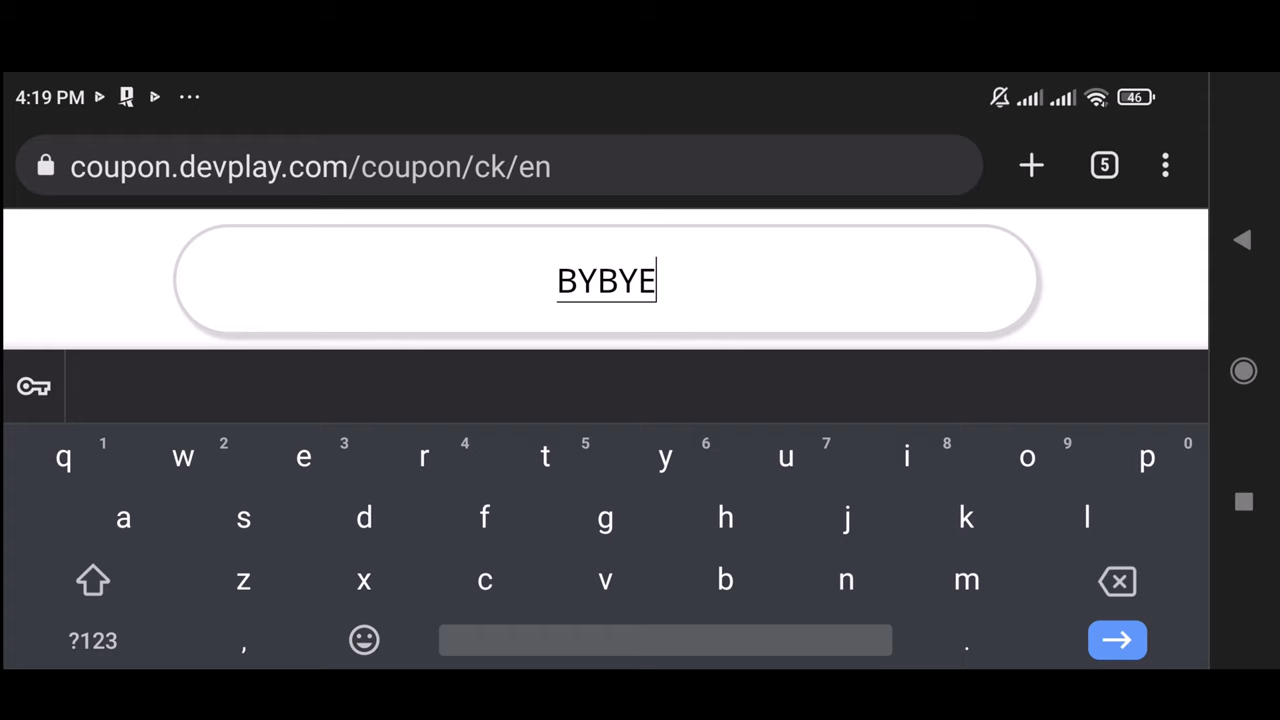 4:19 PM
46
coupon.devplay.com/coupon/ck/en
5
BYBYE
1 2 3 4 5 6 7 8 9 0
q w e r t y u i o p
a s d f g h j k l
z x c v b n m
?123 , .